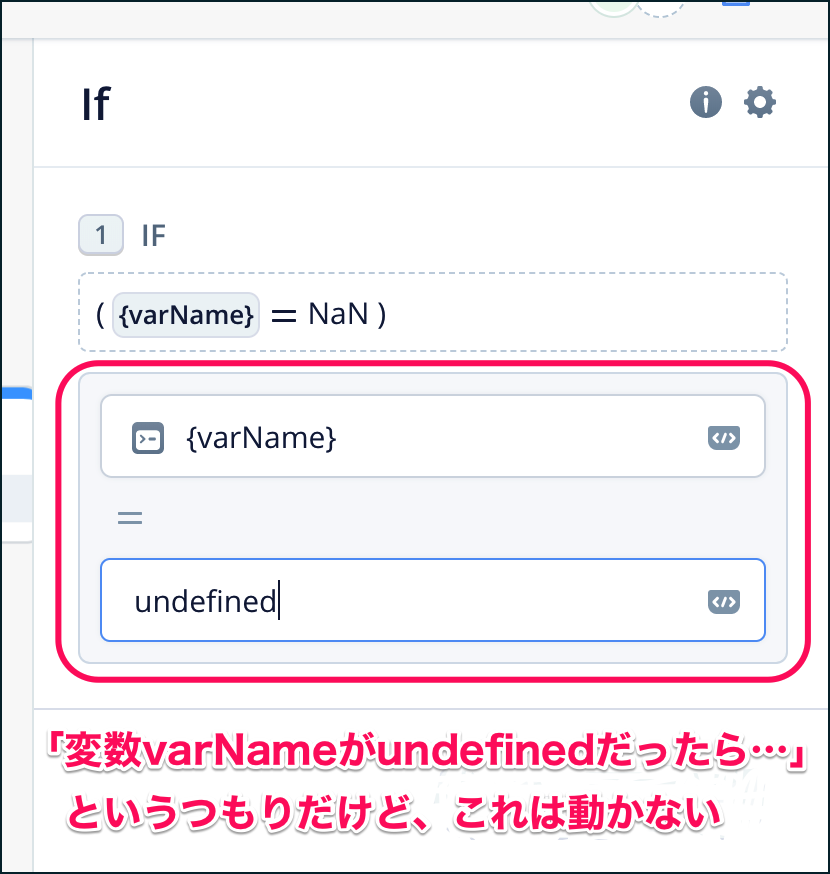 If
1 IF
( {varName} = NaN )
{varName}
=
undefined
「変数varNameがundefinedだったら…」
というつもりだけど、これは動かない